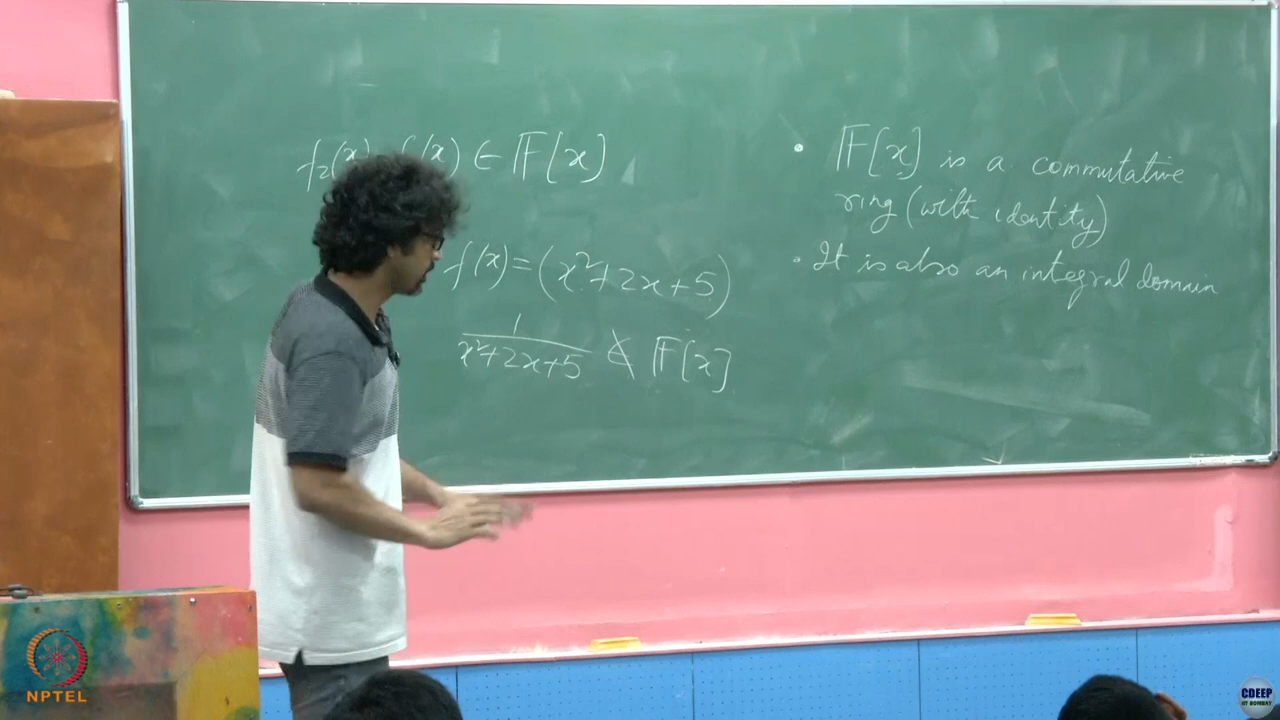 f₂(x) f(x) ∈ 𝔽[x]
f(x) = (x²+2x+5)
1
x²+2x+5 ∉ 𝔽[x]
• 𝔽[x] is a commutative
ring (with identity)
• It is also an integral domain
NPTEL
CDEEP
IIT BOMBAY